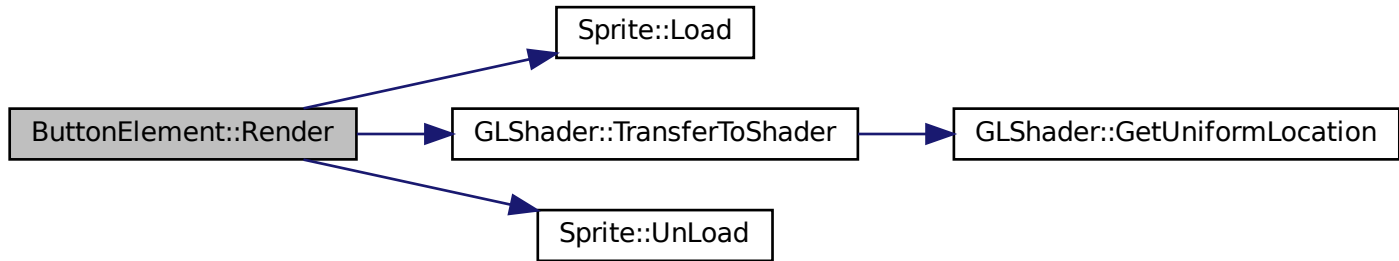 Sprite::Load
ButtonElement::Render
GLShader::TransferToShader
GLShader::GetUniformLocation
Sprite::UnLoad